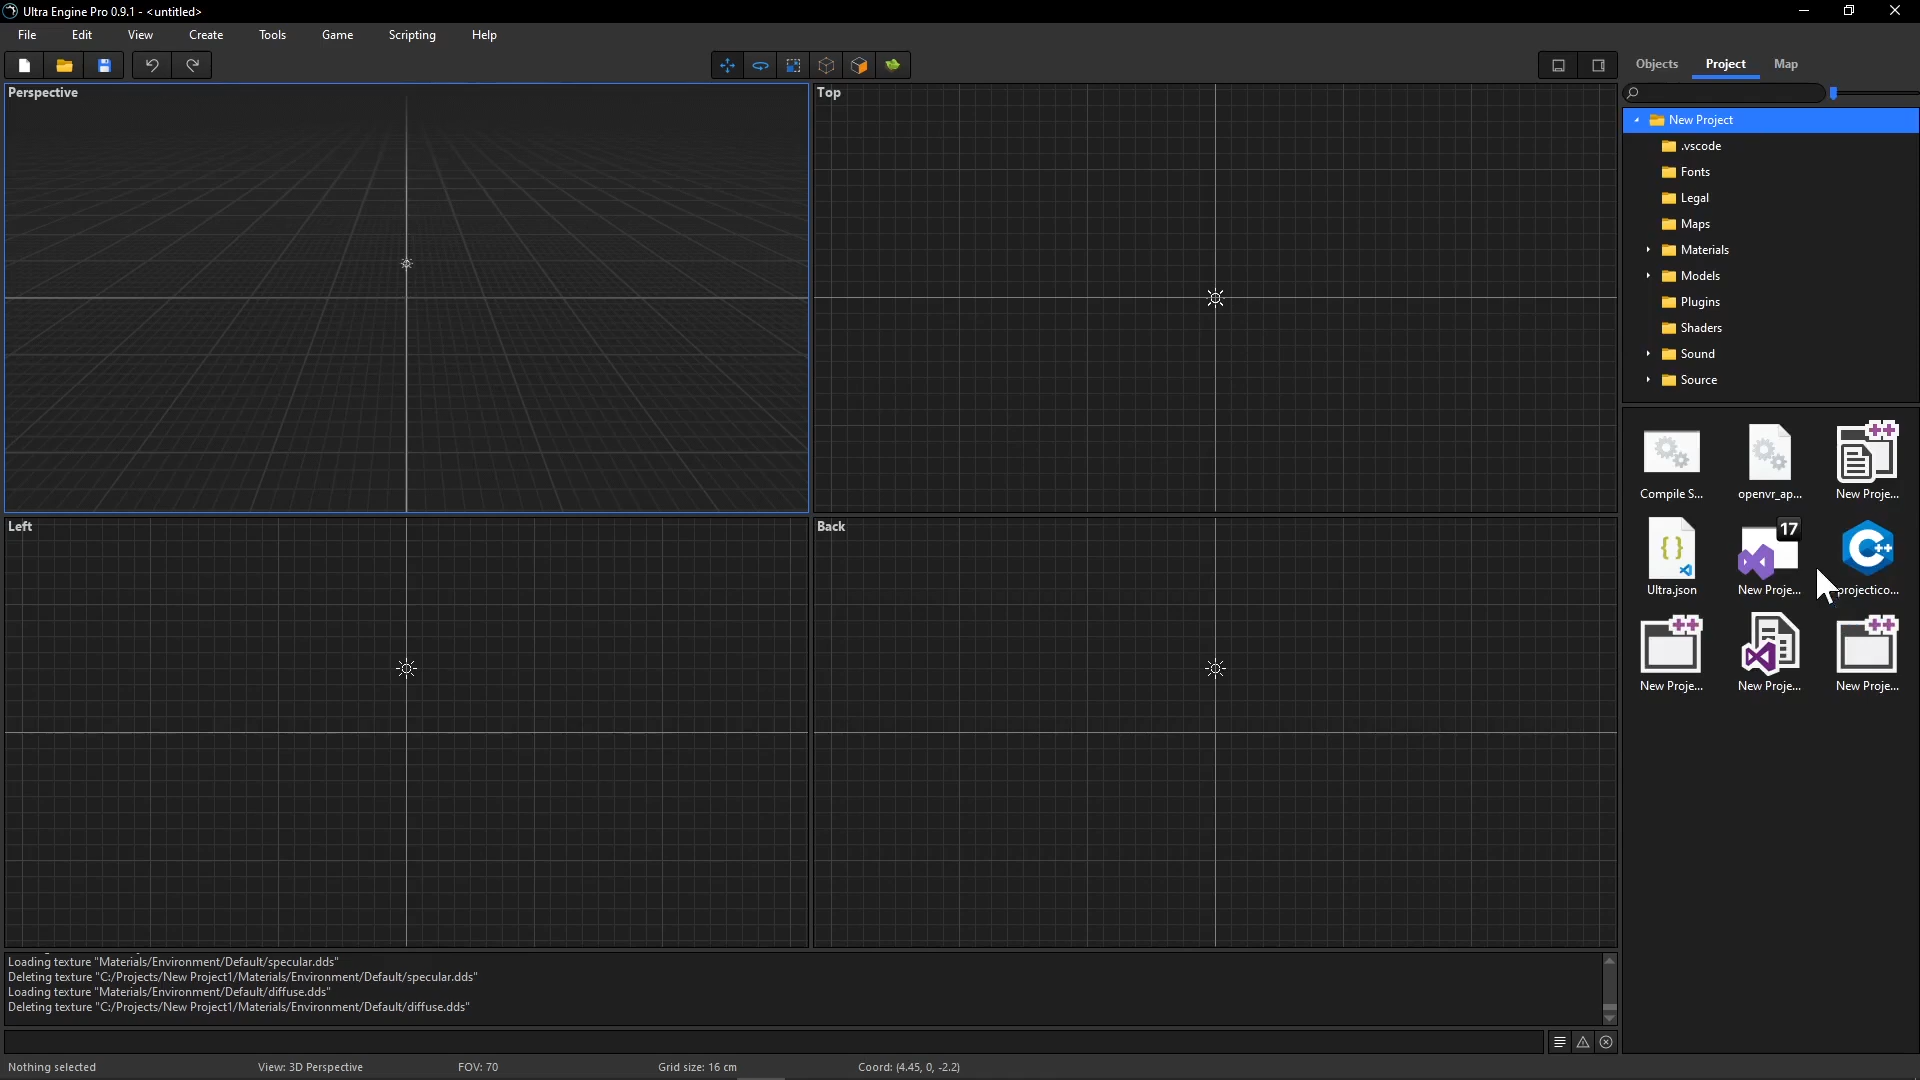 Ultra Engine Pro 0.9.1 - <untitled>
File Edit View Create Tools Game Scripting Help
Objects Project Map
Perspective
Top
Left
Back
New Project
.vscode
Fonts
Legal
Maps
Materials
Models
Plugins
Shaders
Sound
Source
Compile S... openvr_ap... New Proje...
17
Ultra.json New Proje... projectico...
New Proje... New Proje... New Proje...
Loading texture "Materials/Environment/Default/specular.dds"
Deleting texture "C:/Projects/New Project1/Materials/Environment/Default/specular.dds"
Loading texture "Materials/Environment/Default/diffuse.dds"
Deleting texture "C:/Projects/New Project1/Materials/Environment/Default/diffuse.dds"
Nothing selected View: 3D Perspective FOV: 70 Grid size: 16 cm Coord: (4.45, 0, -2.2)